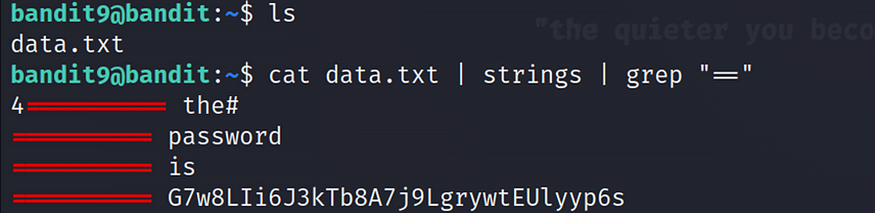 bandit9@bandit:~$ ls
"the quieter you beco
data.txt
bandit9@bandit:~$ cat data.txt | strings | grep "=="
4========== the#
========== password
========== is
========== G7w8LIi6J3kTb8A7j9LgrywtEUlyyp6s